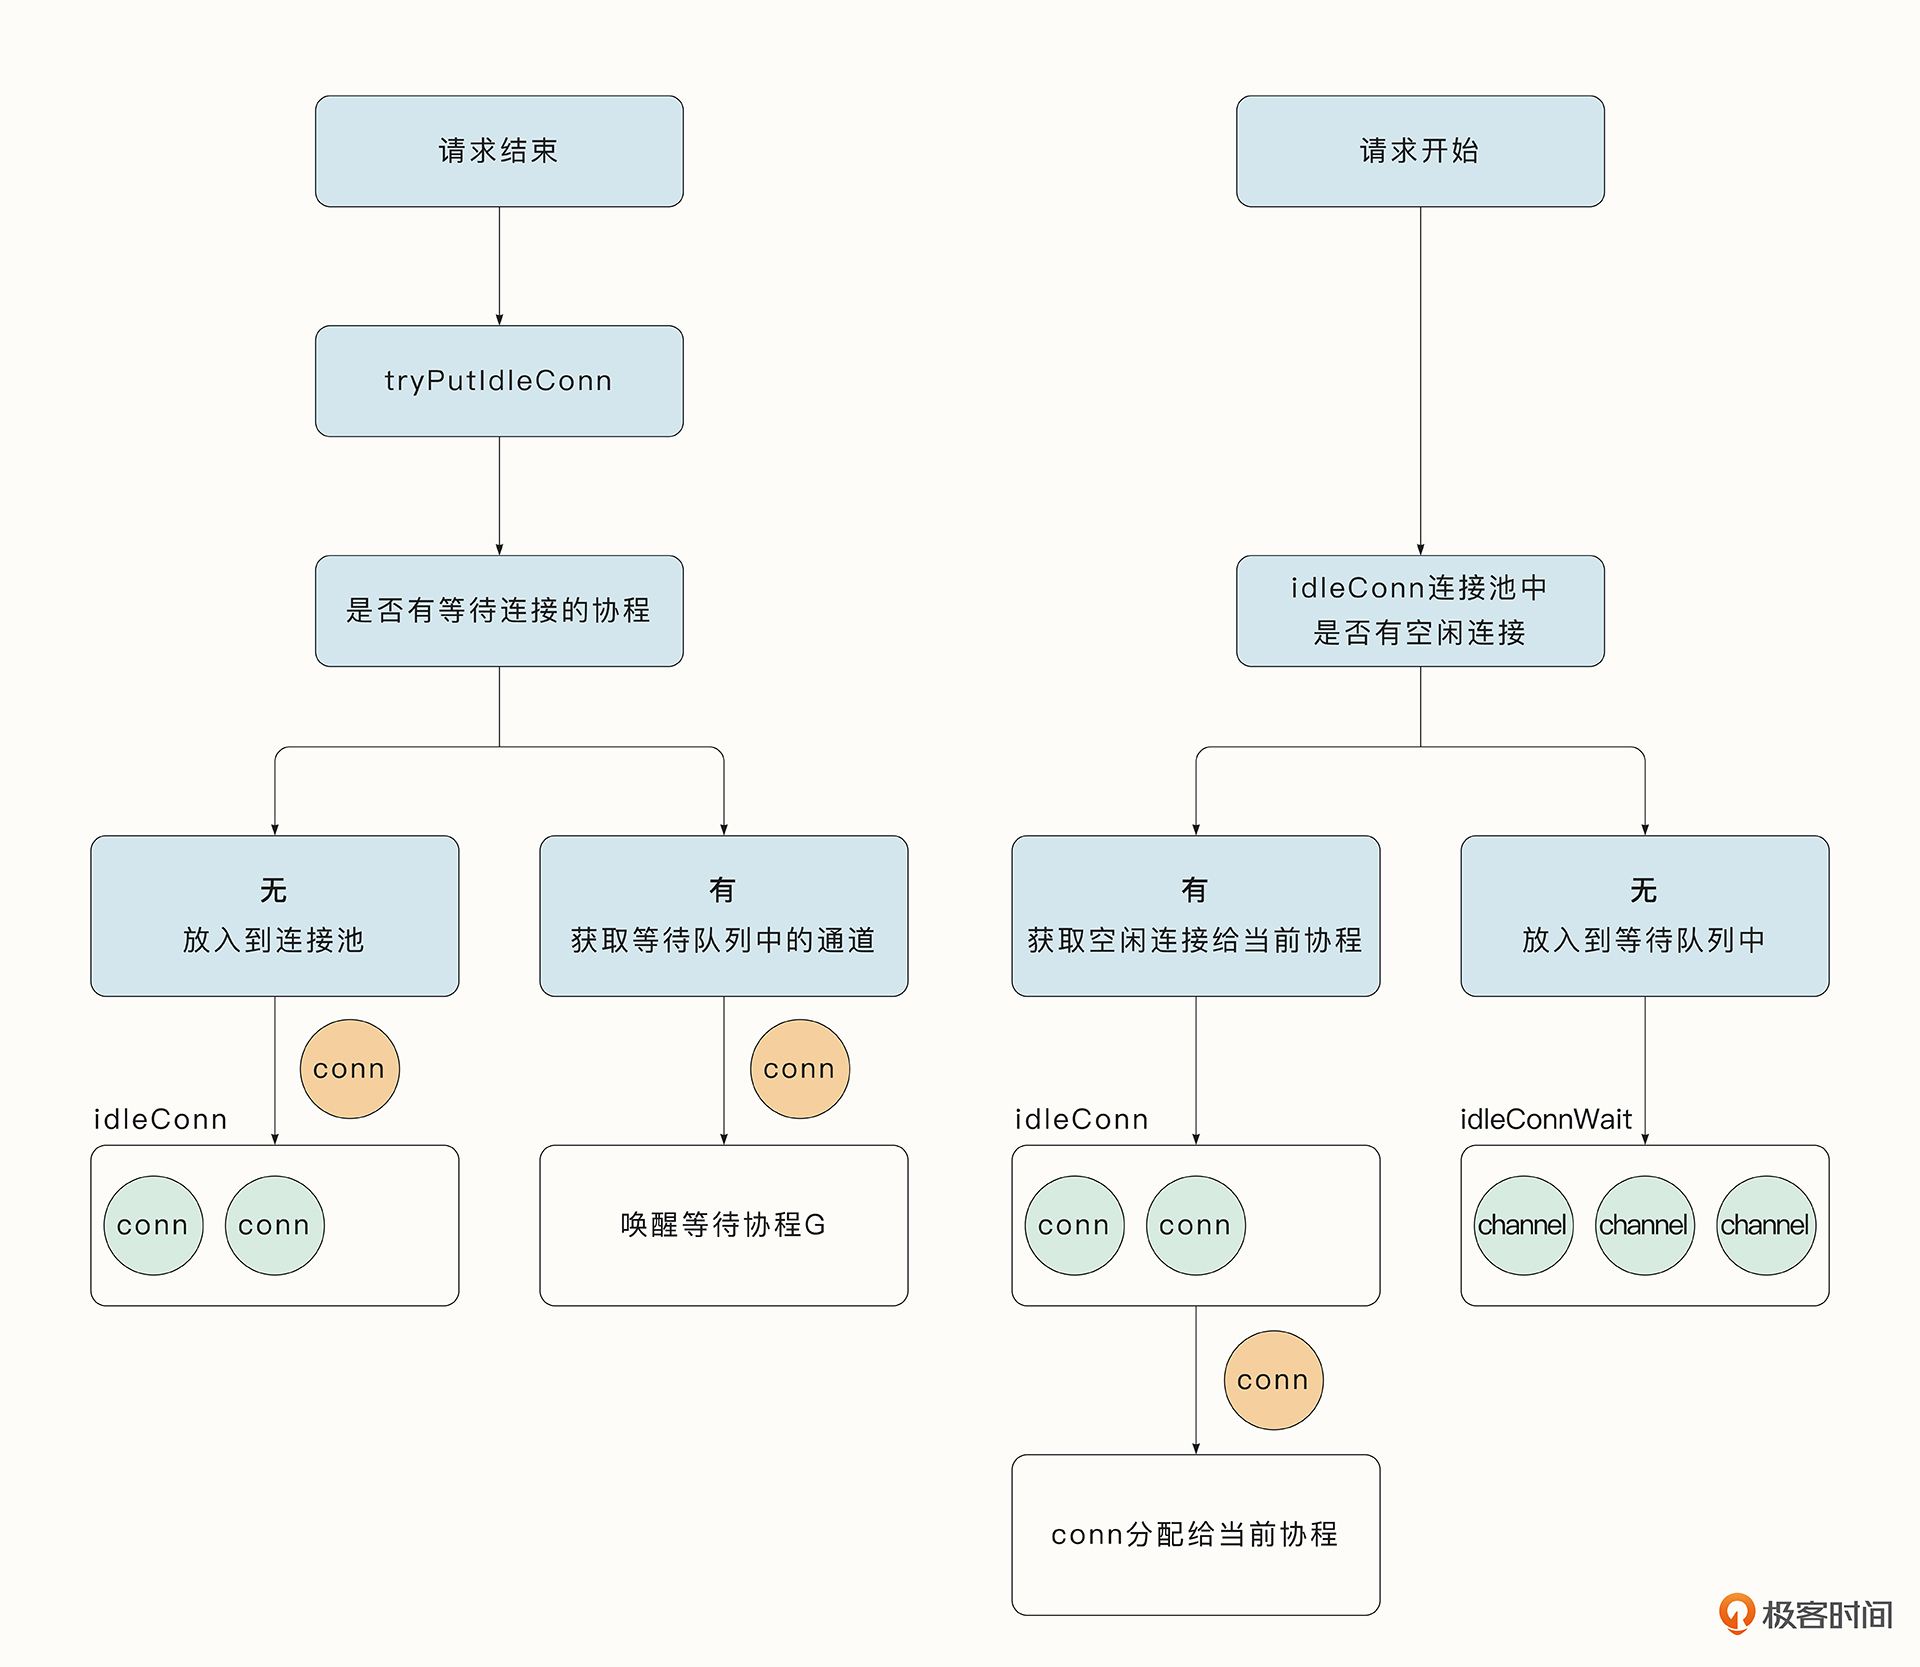 请求结束
tryPutIdleConn
是否有等待连接的协程
无
放入到连接池
conn
idleConn
conn
conn
有
获取等待队列中的通道
conn
唤醒等待协程G
请求开始
idleConn连接池中
是否有空闲连接
有
获取空闲连接给当前协程
idleConn
conn
conn
conn
conn分配给当前协程
无
放入到等待队列中
idleConnWait
channel
channel
channel
极客时间